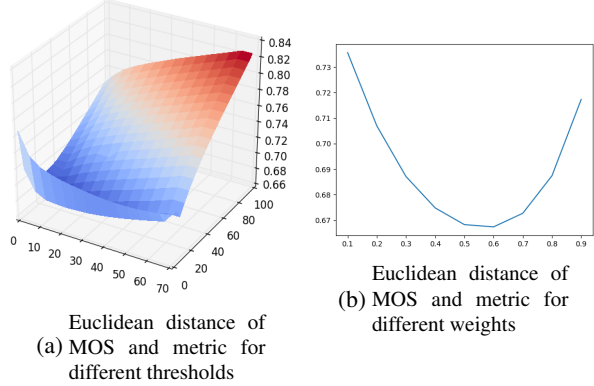 0.84
0.82
0.80
0.78
0.76
0.74
0.72
0.70
0.68
0.66
0 10 20 30 40 50 60 70
0 20 40 60 80 100
(a) Euclidean distance of
MOS and metric for
different thresholds
0.73
0.72
0.71
0.70
0.69
0.68
0.67
0.1 0.2 0.3 0.4 0.5 0.6 0.7 0.8 0.9
(b) Euclidean distance of
MOS and metric for
different weights